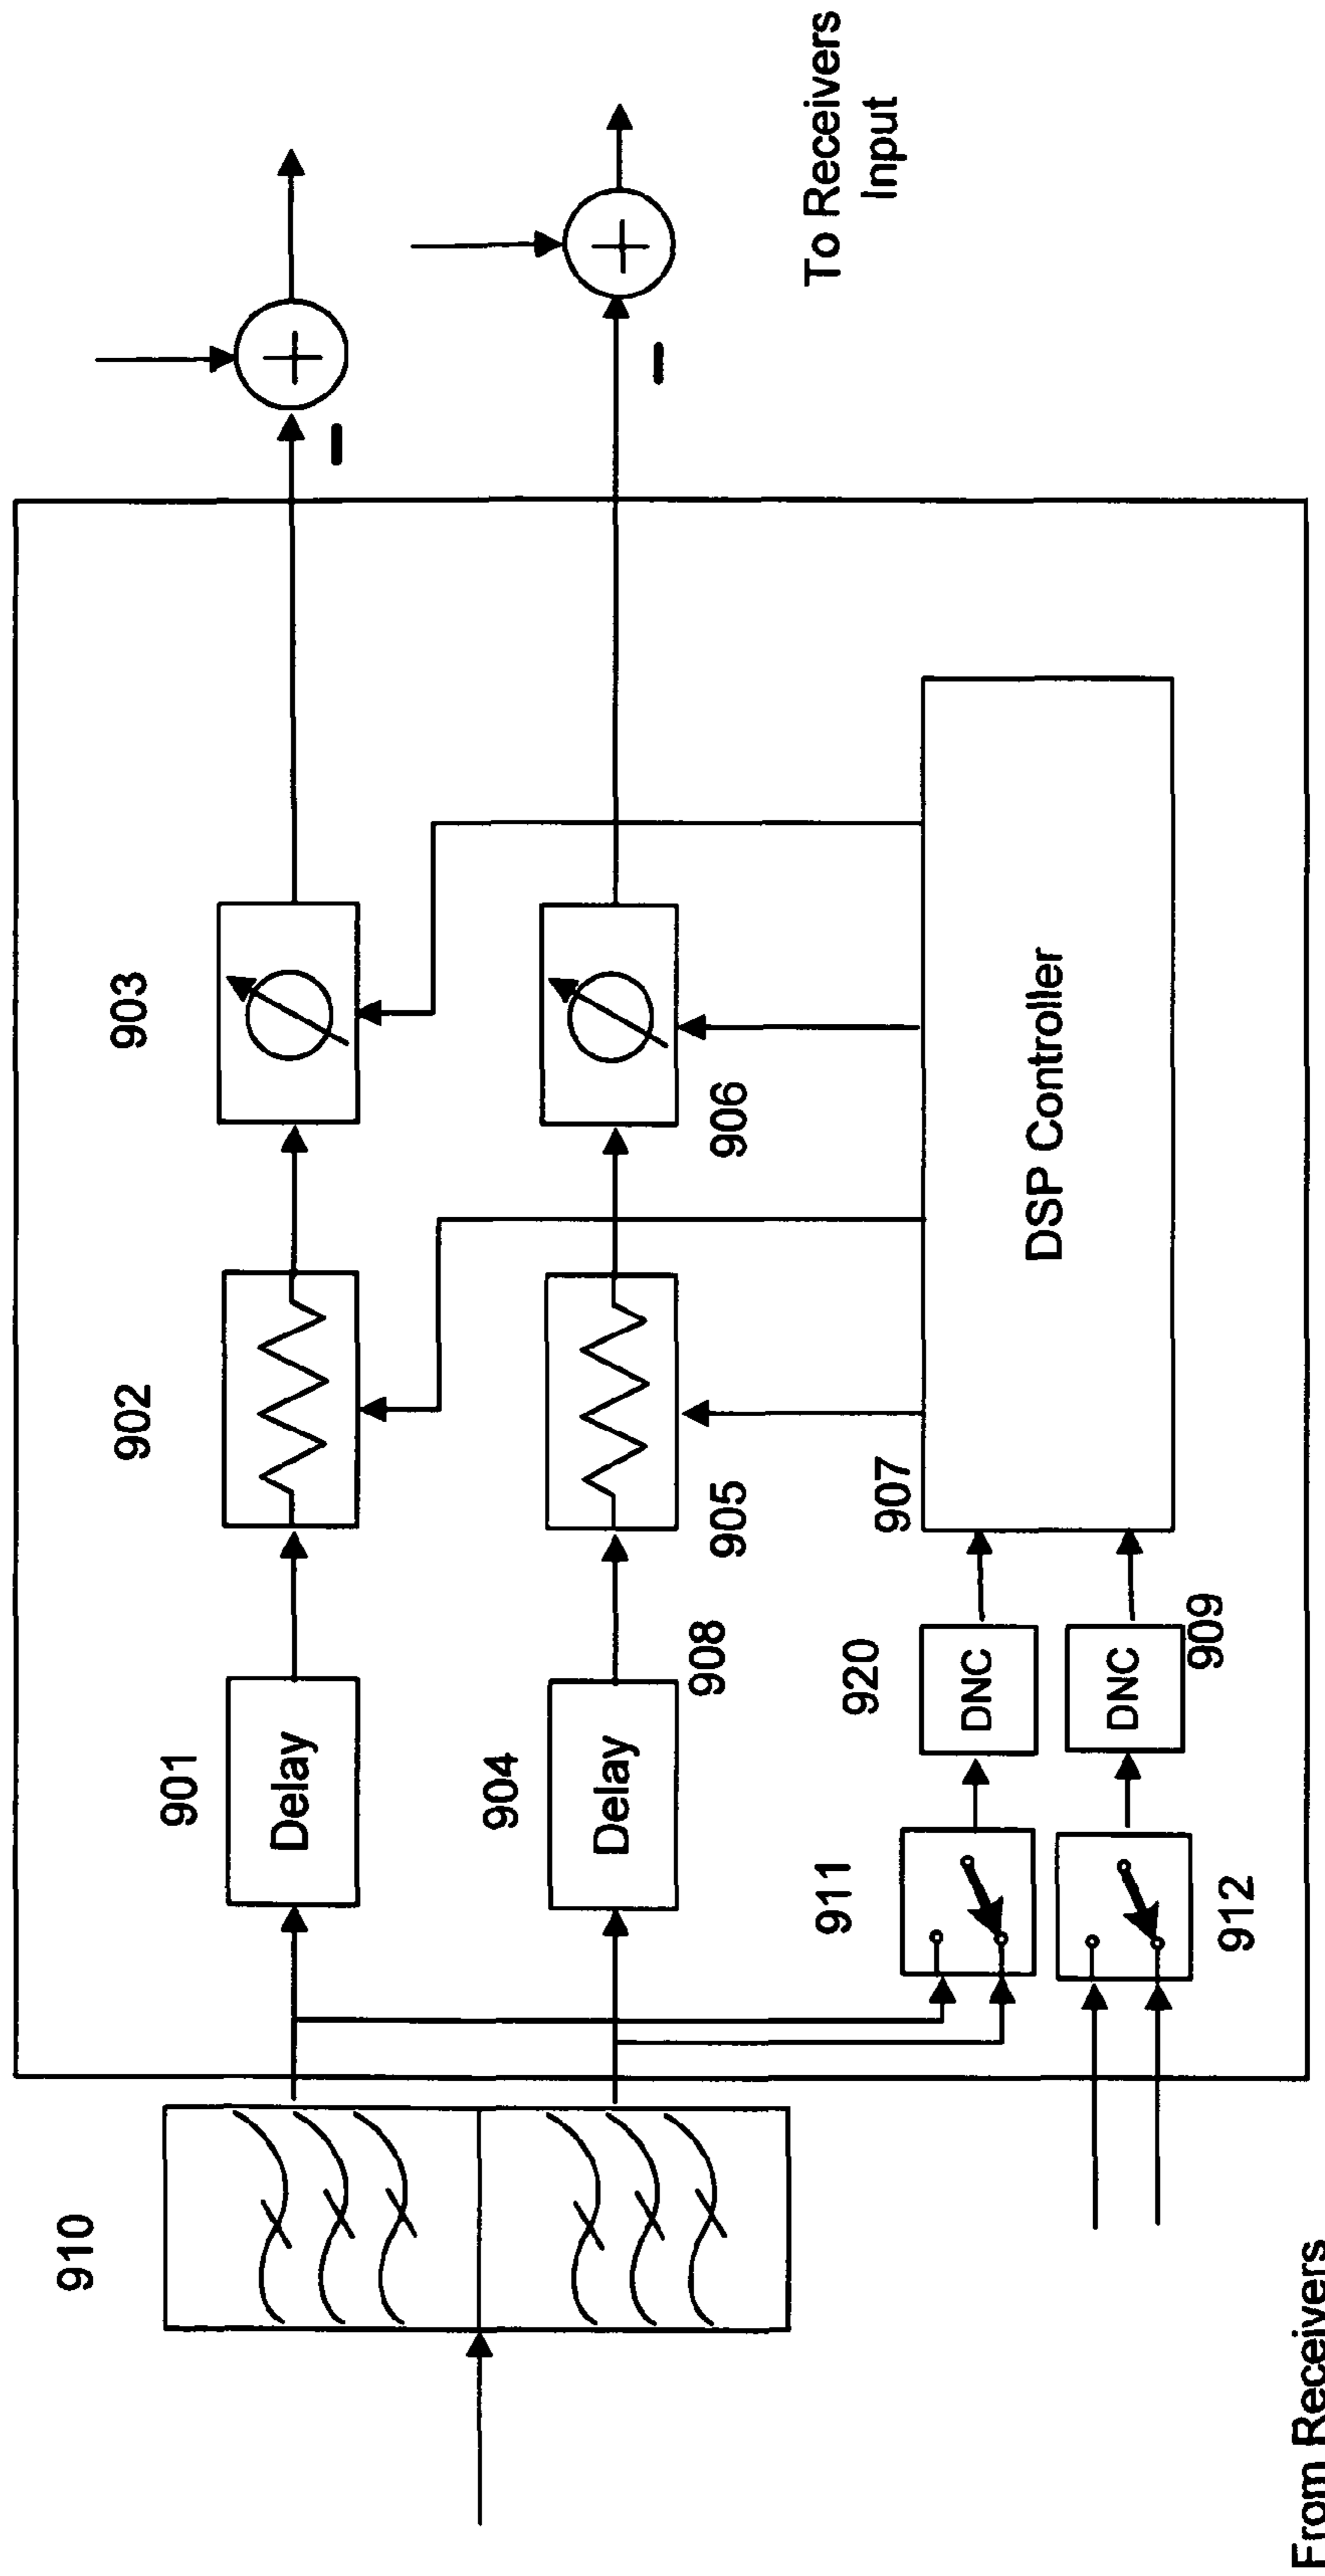 910
901
902
903
Delay
904
Delay
908
905
906
To Receivers
Input
911
920
907
DNC
DSP Controller
912
DNC
909
From Receivers